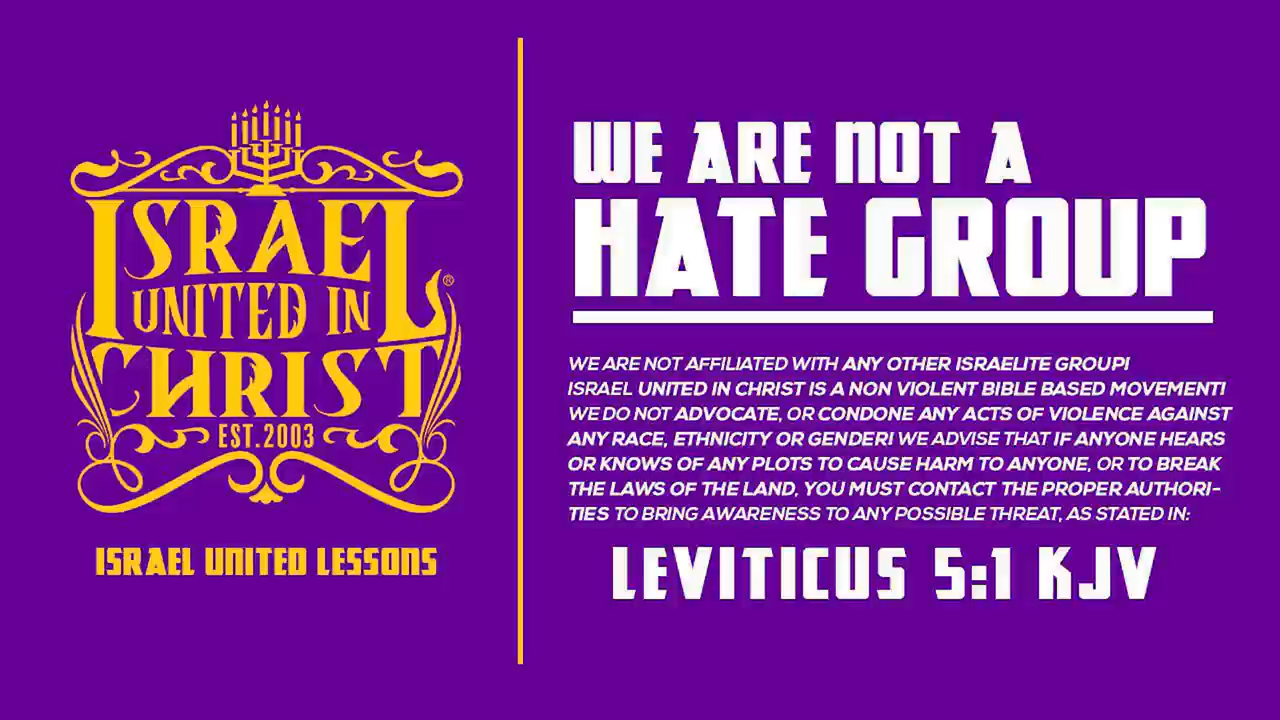 ISRAEL
UNITED IN
CHRIST
®
EST.2003
ISRAEL UNITED LESSONS
WE ARE NOT A
HATE GROUP
WE ARE NOT AFFILIATED WITH ANY OTHER ISRAELITE GROUP!
ISRAEL UNITED IN CHRIST IS A NON VIOLENT BIBLE BASED MOVEMENT!
WE DO NOT ADVOCATE, OR CONDONE ANY ACTS OF VIOLENCE AGAINST
ANY RACE, ETHNICITY OR GENDER! WE ADVISE THAT IF ANYONE HEARS
OR KNOWS OF ANY PLOTS TO CAUSE HARM TO ANYONE, OR TO BREAK
THE LAWS OF THE LAND, YOU MUST CONTACT THE PROPER AUTHORI-
TIES TO BRING AWARENESS TO ANY POSSIBLE THREAT, AS STATED IN:
LEVITICUS 5:1 KJV